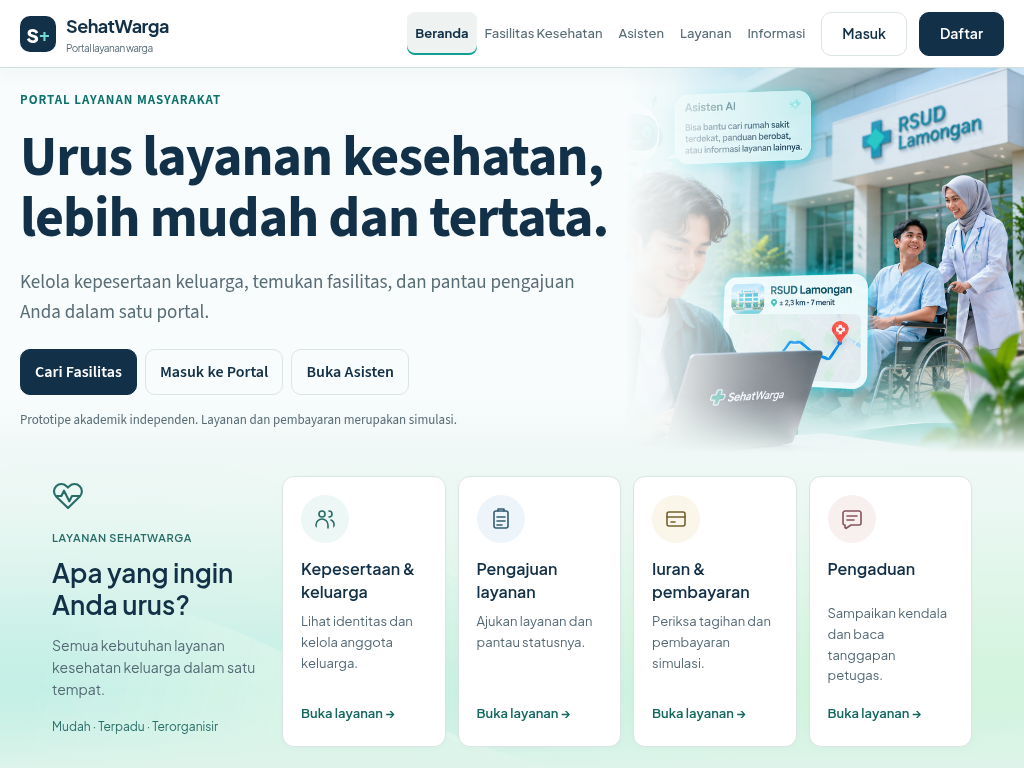 S+
SehatWarga
Portal layanan warga
Beranda
Fasilitas Kesehatan
Asisten
Layanan
Informasi
Masuk
Daftar
PORTAL LAYANAN MASYARAKAT
Urus layanan kesehatan,
lebih mudah dan tertata.
Kelola kepesertaan keluarga, temukan fasilitas, dan pantau pengajuan
Anda dalam satu portal.
Cari Fasilitas
Masuk ke Portal
Buka Asisten
Prototipe akademik independen. Layanan dan pembayaran merupakan simulasi.
Asisten AI
Bisa bantu cari rumah sakit
terdekat, panduan berobat,
atau informasi layanan lainnya.
RSUD
Lamongan
RSUD Lamongan
± 2,3 km • 7 menit
SehatWarga
LAYANAN SEHATWARGA
Apa yang ingin
Anda urus?
Semua kebutuhan layanan
kesehatan keluarga dalam satu
tempat.
Mudah · Terpadu · Terorganisir
Kepesertaan &
keluarga
Lihat identitas dan
kelola anggota
keluarga.
Buka layanan →
Pengajuan
layanan
Ajukan layanan dan
pantau statusnya.
Buka layanan →
Iuran &
pembayaran
Periksa tagihan dan
pembayaran
simulasi.
Buka layanan →
Pengaduan
Sampaikan kendala
dan baca
tanggapan
petugas.
Buka layanan →